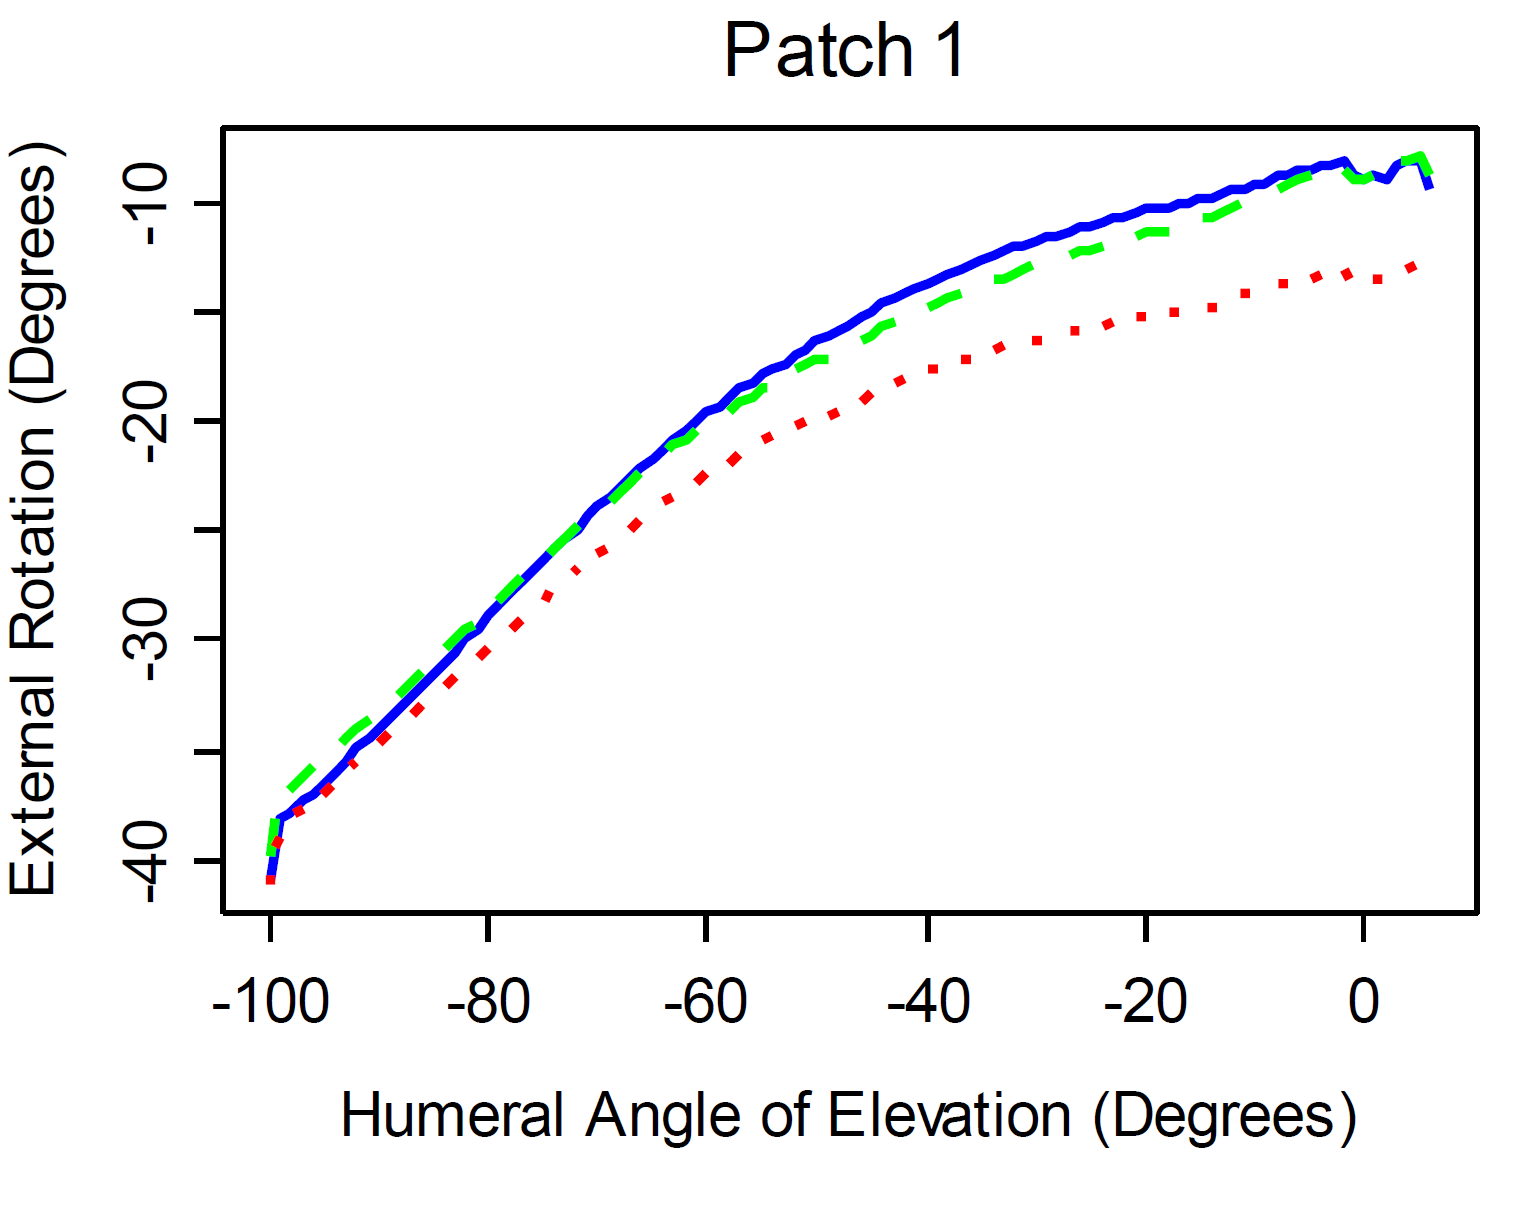 Patch 1
External Rotation (Degrees)
-10
-20
-30
-40
-100 -80 -60 -40 -20 0
Humeral Angle of Elevation (Degrees)